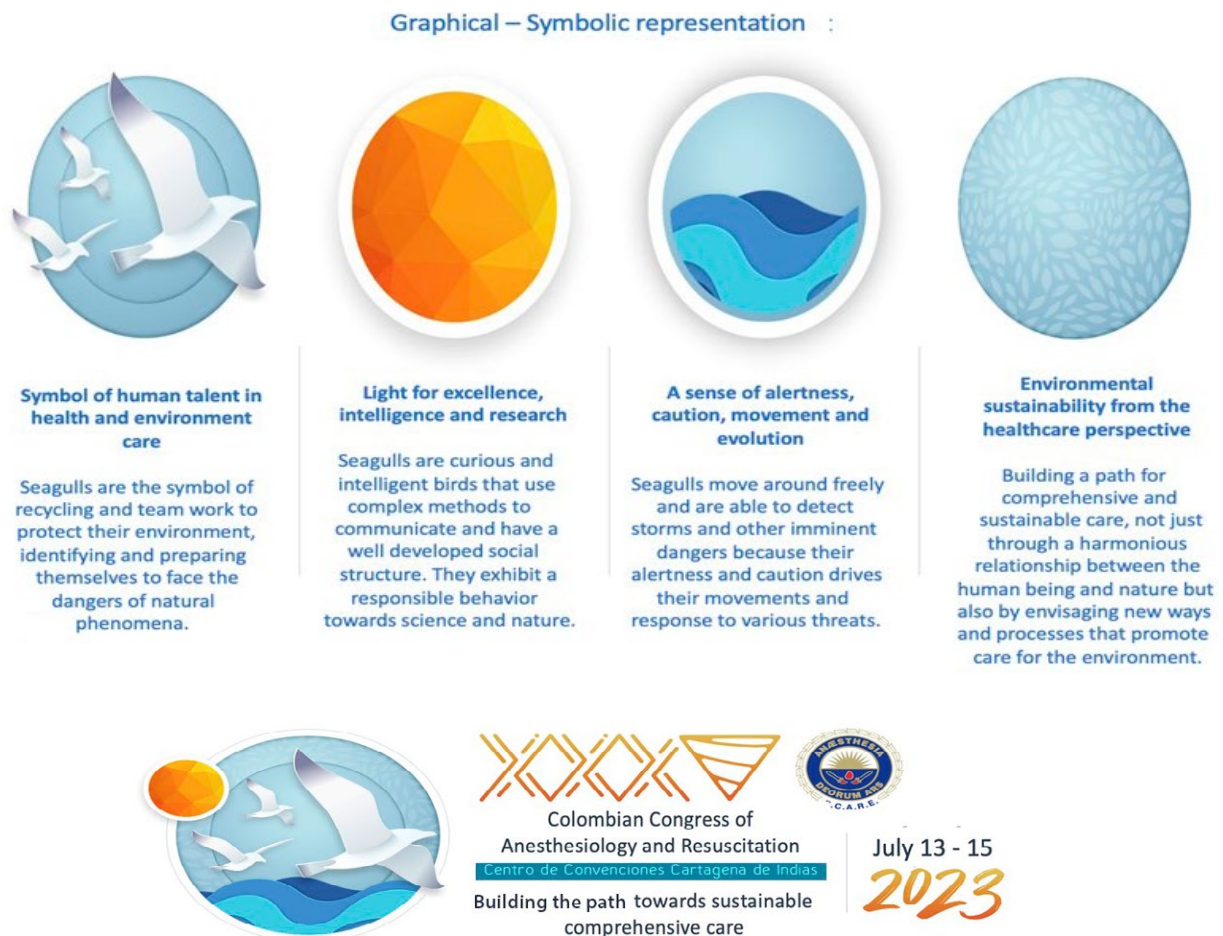 Graphical – Symbolic representation :
Symbol of human talent in
health and environment
care
Seagulls are the symbol of
recycling and team work to
protect their environment,
identifying and preparing
themselves to face the
dangers of natural
phenomena.
Light for excellence,
intelligence and research
Seagulls are curious and
intelligent birds that use
complex methods to
communicate and have a
well developed social
structure. They exhibit a
responsible behavior
towards science and nature.
A sense of alertness,
caution, movement and
evolution
Seagulls move around freely
and are able to detect
storms and other imminent
dangers because their
alertness and caution drives
their movements and
response to various threats.
Environmental
sustainability from the
healthcare perspective
Building a path for
comprehensive and
sustainable care, not just
through a harmonious
relationship between the
human being and nature but
also by envisaging new ways
and processes that promote
care for the environment.
XXXV
Colombian Congress of
Anesthesiology and Resuscitation
Centro de Convenciones Cartagena de Indias
Building the path towards sustainable
comprehensive care
ANÆSTHESIA
DEORUM ARS
.C.A.R.E.
July 13 - 15
2023